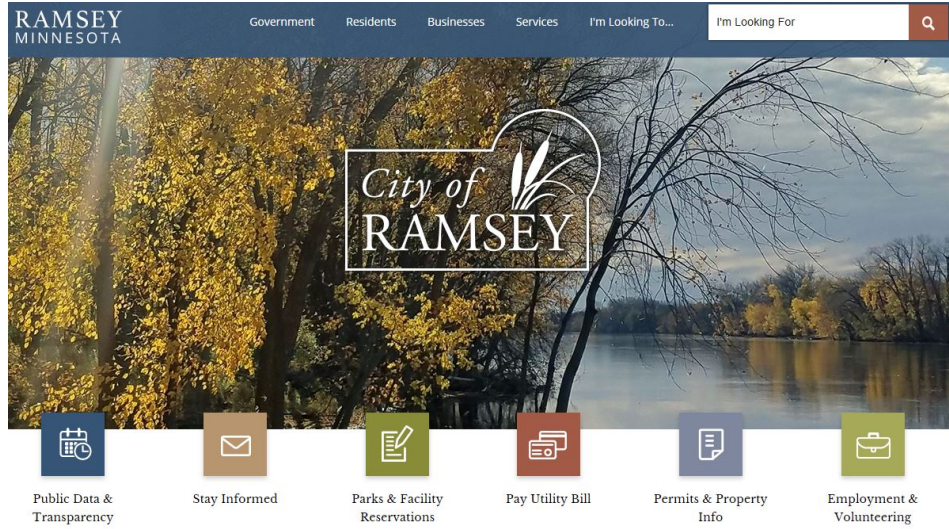 RAMSEY
MINNESOTA
Government Residents Businesses Services I'm Looking To...
I'm Looking For
City of
RAMSEY
Public Data &
Transparency
Stay Informed
Parks & Facility
Reservations
Pay Utility Bill
Permits & Property
Info
Employment &
Volunteering